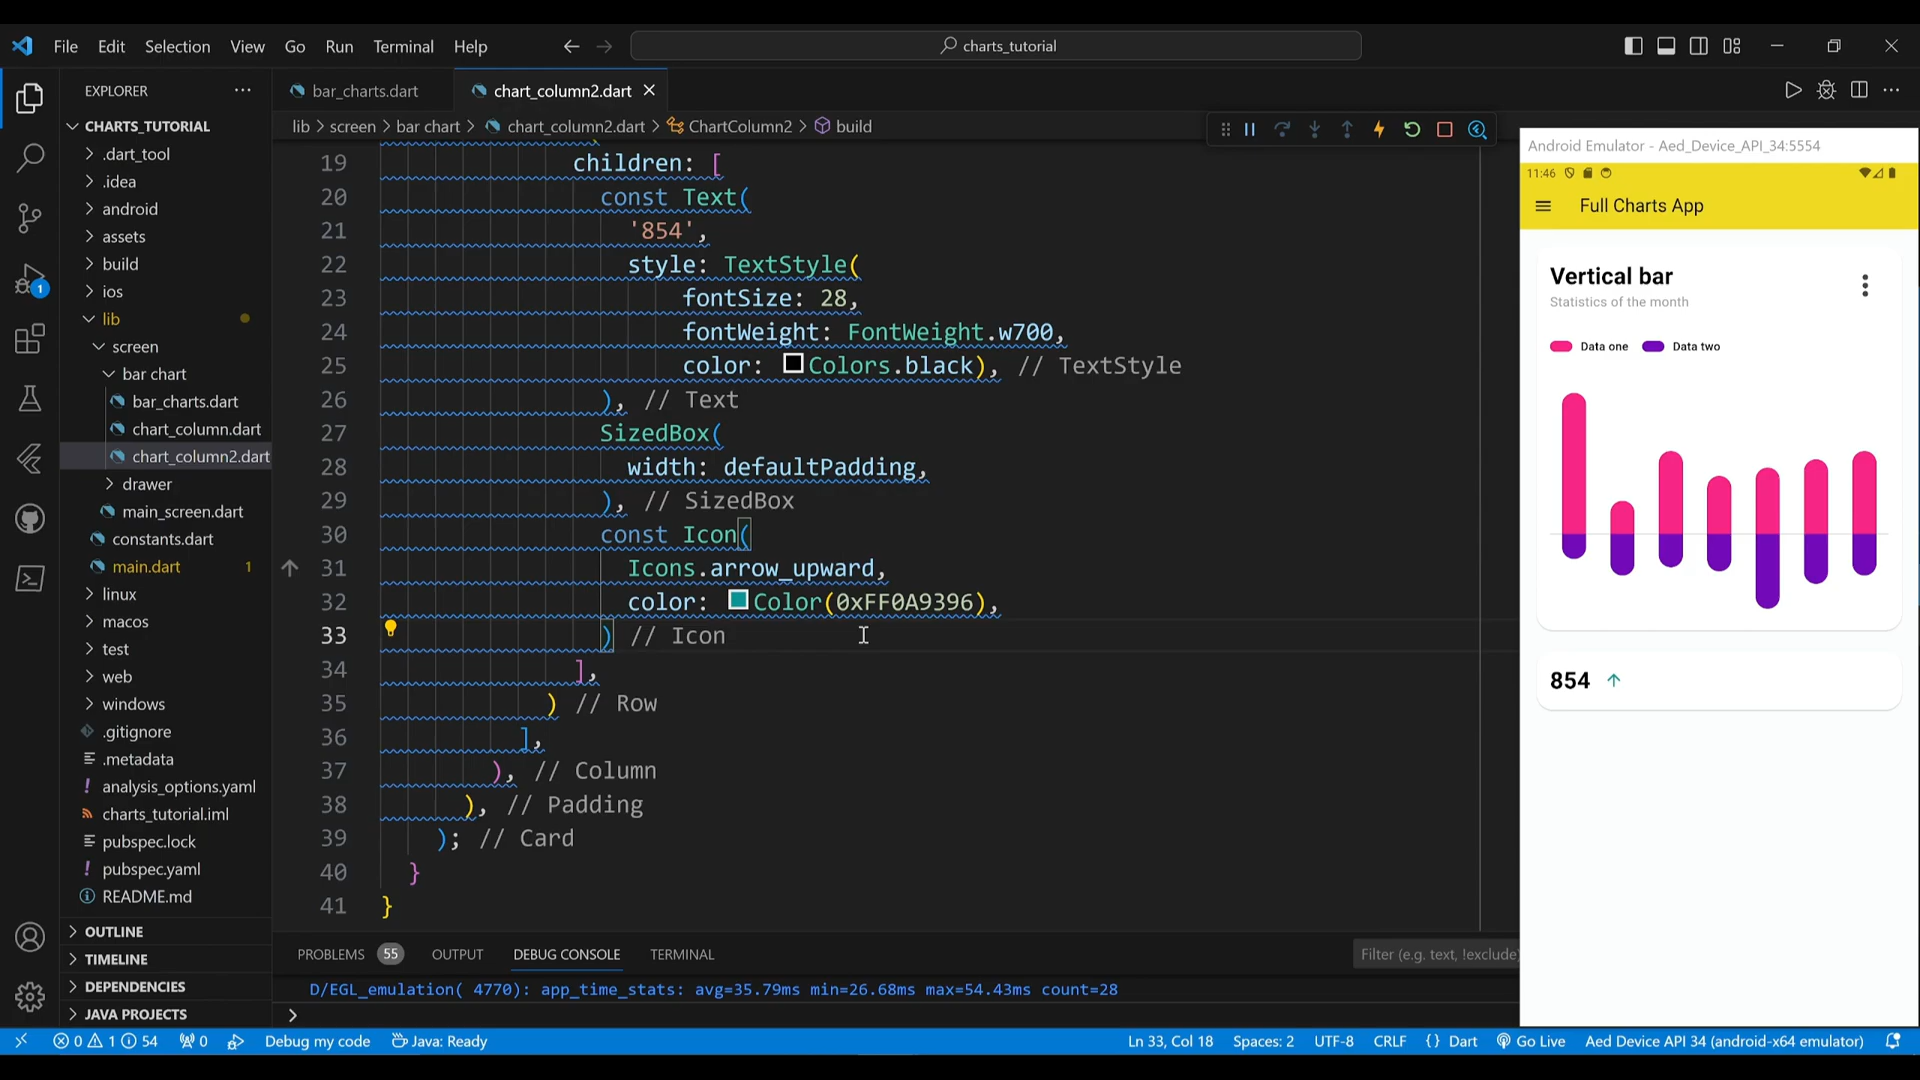 File Edit Selection View Go Run Terminal Help
charts_tutorial
EXPLORER
CHARTS_TUTORIAL
.dart_tool
.idea
android
assets
build
ios
lib
screen
bar chart
bar_charts.dart
chart_column.dart
chart_column2.dart
drawer
main_screen.dart
constants.dart
main.dart 1
linux
macos
test
web
windows
.gitignore
.metadata
analysis_options.yaml
charts_tutorial.iml
pubspec.lock
pubspec.yaml
README.md
OUTLINE
TIMELINE
DEPENDENCIES
JAVA PROJECTS
1
bar_charts.dart chart_column2.dart
lib > screen > bar chart > chart_column2.dart > ChartColumn2 > build
19 children: [
20 const Text(
21 '854',
22 style: TextStyle(
23 fontSize: 28,
24 fontWeight: FontWeight.w700,
25 color: Colors.black), // TextStyle
26 ), // Text
27 SizedBox(
28 width: defaultPadding,
29 ), // SizedBox
30 const Icon(
31 Icons.arrow_upward,
32 color: Color(0xFF0A9396),
33 ) // Icon
34 ],
35 ) // Row
36 ],
37 ), // Column
38 ), // Padding
39 ); // Card
40 }
41 }
PROBLEMS 55 OUTPUT DEBUG CONSOLE TERMINAL
Filter (e.g. text, !exclude)
D/EGL_emulation( 4770): app_time_stats: avg=35.79ms min=26.68ms max=54.43ms count=28
>
Android Emulator - Aed_Device_API_34:5554
11:46
Full Charts App
Vertical bar
Statistics of the month
Data one Data two
854
0 1 54 0 Debug my code Java: Ready
Ln 33, Col 18 Spaces: 2 UTF-8 CRLF {} Dart Go Live Aed Device API 34 (android-x64 emulator)